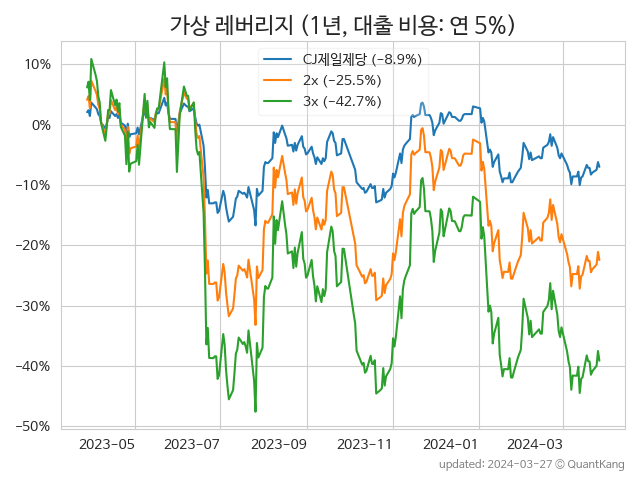 가상 레버리지 (1년, 대출 비용: 연 5%)
CJ제일제당 (−8.9%)
2x (−25.5%)
3x (−42.7%)
10%
0%
−10%
−20%
−30%
−40%
−50%
2023-05 2023-07 2023-09 2023-11 2024-01 2024-03
updated: 2024-03-27 © QuantKang